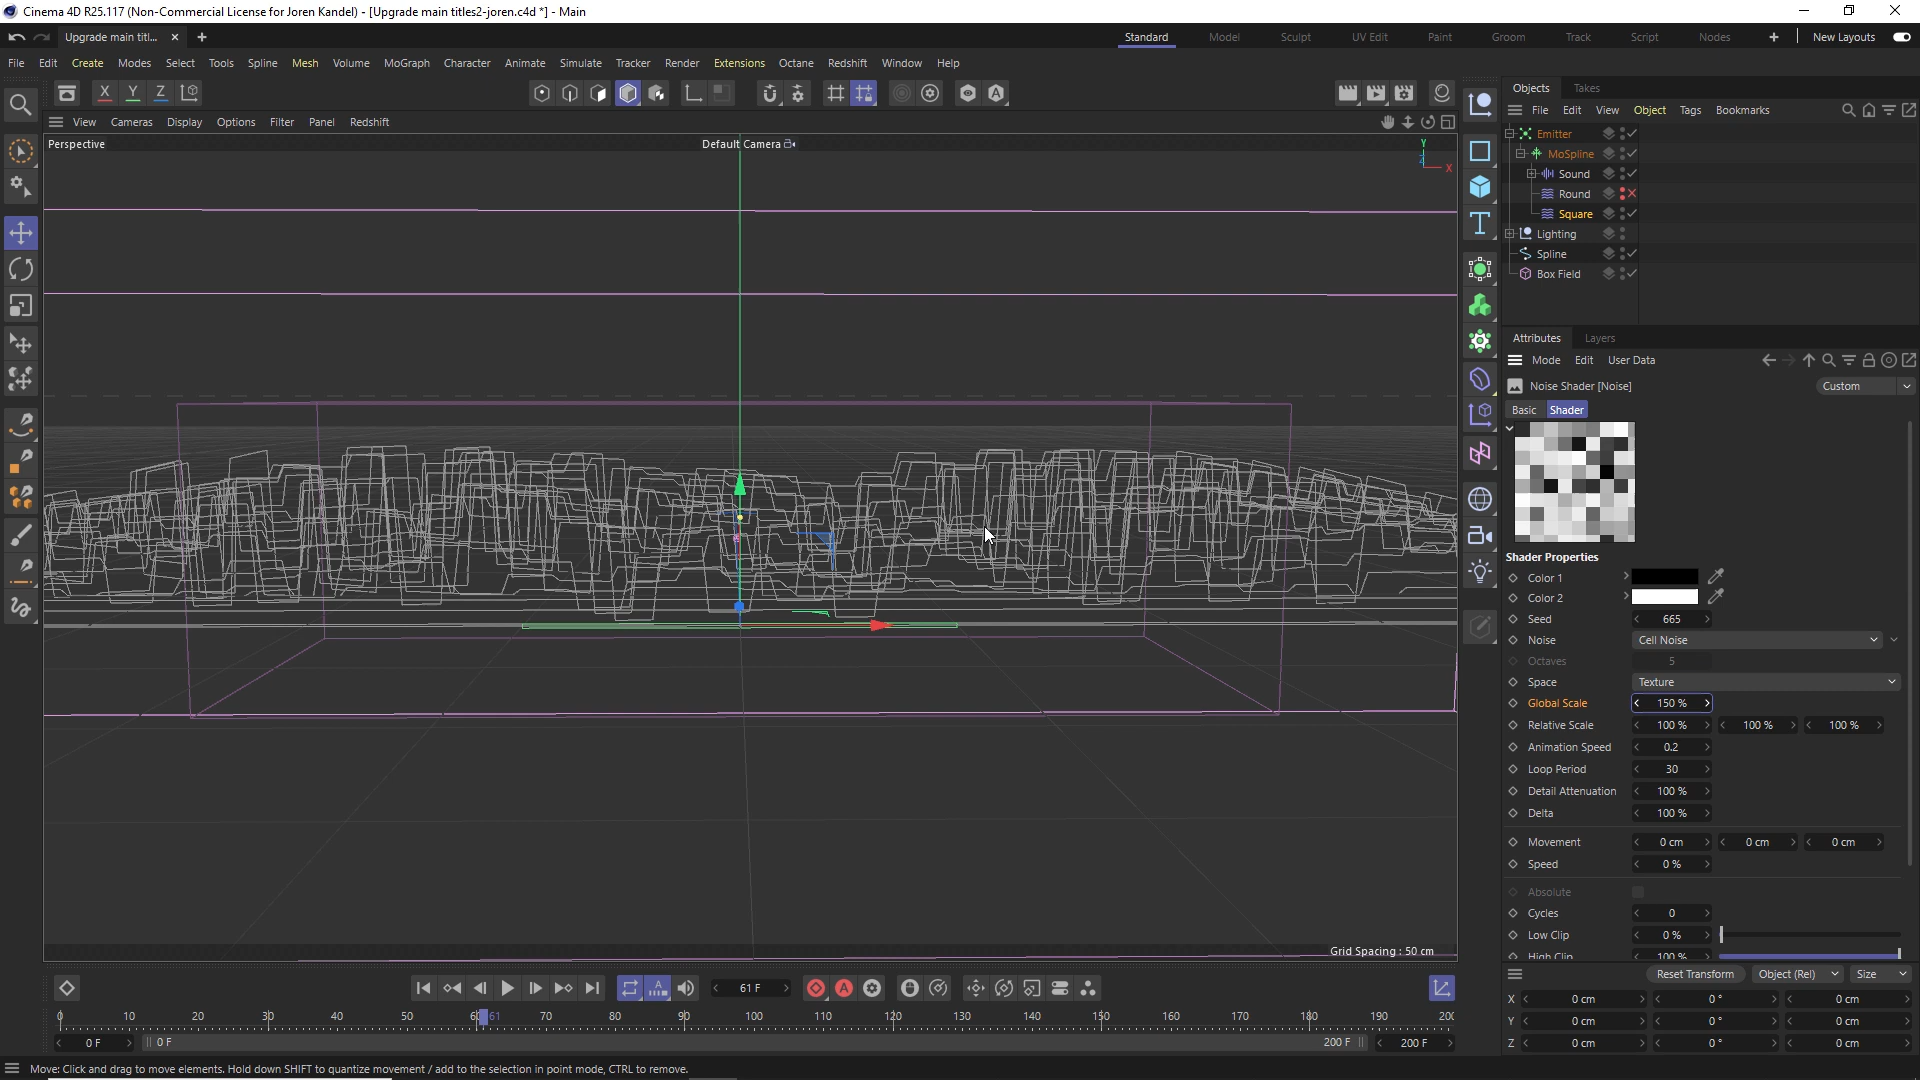 Cinema 4D R25.117 (Non-Commercial License for Joren Kandel) - [Upgrade main titles2-joren.c4d *] - Main
Upgrade main titl... × +
Standard Model Sculpt UV Edit Paint Groom Track Script Nodes + New Layouts
File Edit Create Modes Select Tools Spline Mesh Volume MoGraph Character Animate Simulate Tracker Render Extensions Octane Redshift Window Help
X Y Z
Objects Takes
File Edit View Object Tags Bookmarks
View Cameras Display Options Filter Panel Redshift
Perspective
Default Camera
Y
Z
X
Emitter
MoSpline
Sound
Round
Square
Lighting
Spline
Box Field
Attributes Layers
Mode Edit User Data
Noise Shader [Noise]
Custom
Basic Shader
Shader Properties
Color 1
Color 2
Seed 665
Noise Cell Noise
Octaves 5
Space Texture
Global Scale 150 %
Relative Scale 100 % 100 % 100 %
Animation Speed 0.2
Loop Period 30
Detail Attenuation 100 %
Delta 100 %
Movement 0 cm 0 cm 0 cm
Speed 0 %
Absolute
Cycles 0
Low Clip 0 %
High Clip 100 %
Grid Spacing : 50 cm
61 F
0 10 20 30 40 50 60 61 70 80 90 100 110 120 130 140 150 160 170 180 190 200
0 F 0 F 200 F 200 F
Reset Transform Object (Rel) Size
X 0 cm 0 ° 0 cm
Y 0 cm 0 ° 0 cm
Z 0 cm 0 ° 0 cm
Move: Click and drag to move elements. Hold down SHIFT to quantize movement / add to the selection in point mode, CTRL to remove.